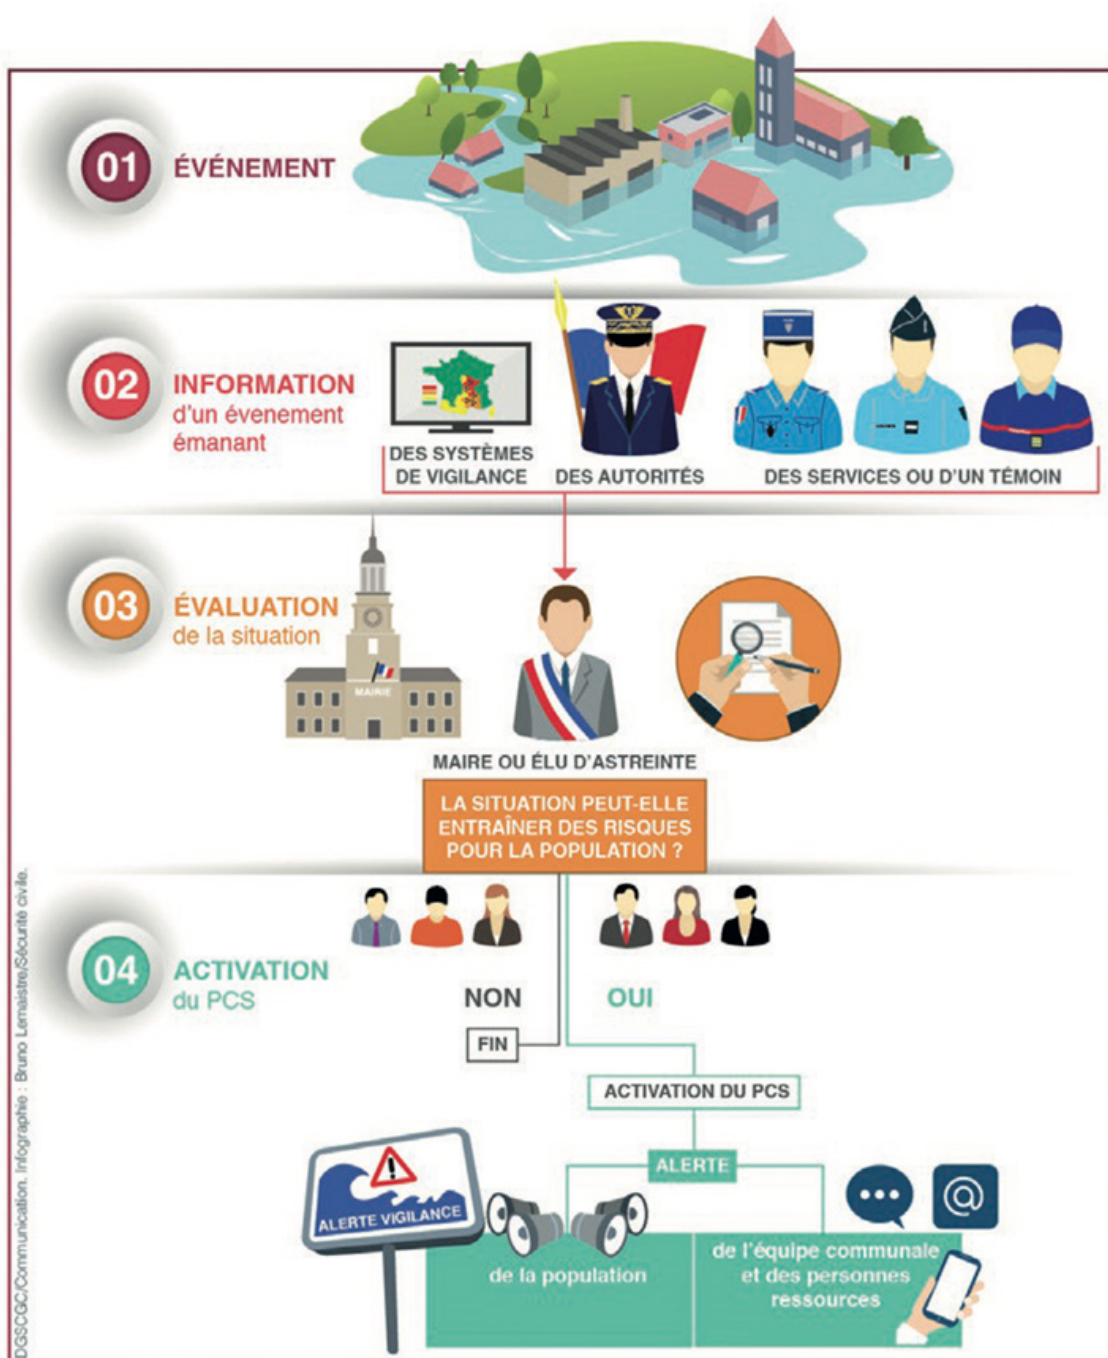 01
ÉVÉNEMENT
02
INFORMATION
d'un évenement
émanant
DES SYSTÈMES
DE VIGILANCE
DES AUTORITÉS
DES SERVICES OU D'UN TÉMOIN
03
ÉVALUATION
de la situation
MAIRIE
MAIRE OU ÉLU D'ASTREINTE
LA SITUATION PEUT-ELLE
ENTRAÎNER DES RISQUES
POUR LA POPULATION ?
04
ACTIVATION
du PCS
NON
OUI
FIN
ACTIVATION DU PCS
ALERTE
ALERTE VIGILANCE
@
de la population
de l'équipe communale
et des personnes
ressources
DGSCGC/Communication. Infographie : Bruno Lemaistre/Sécurité civile.